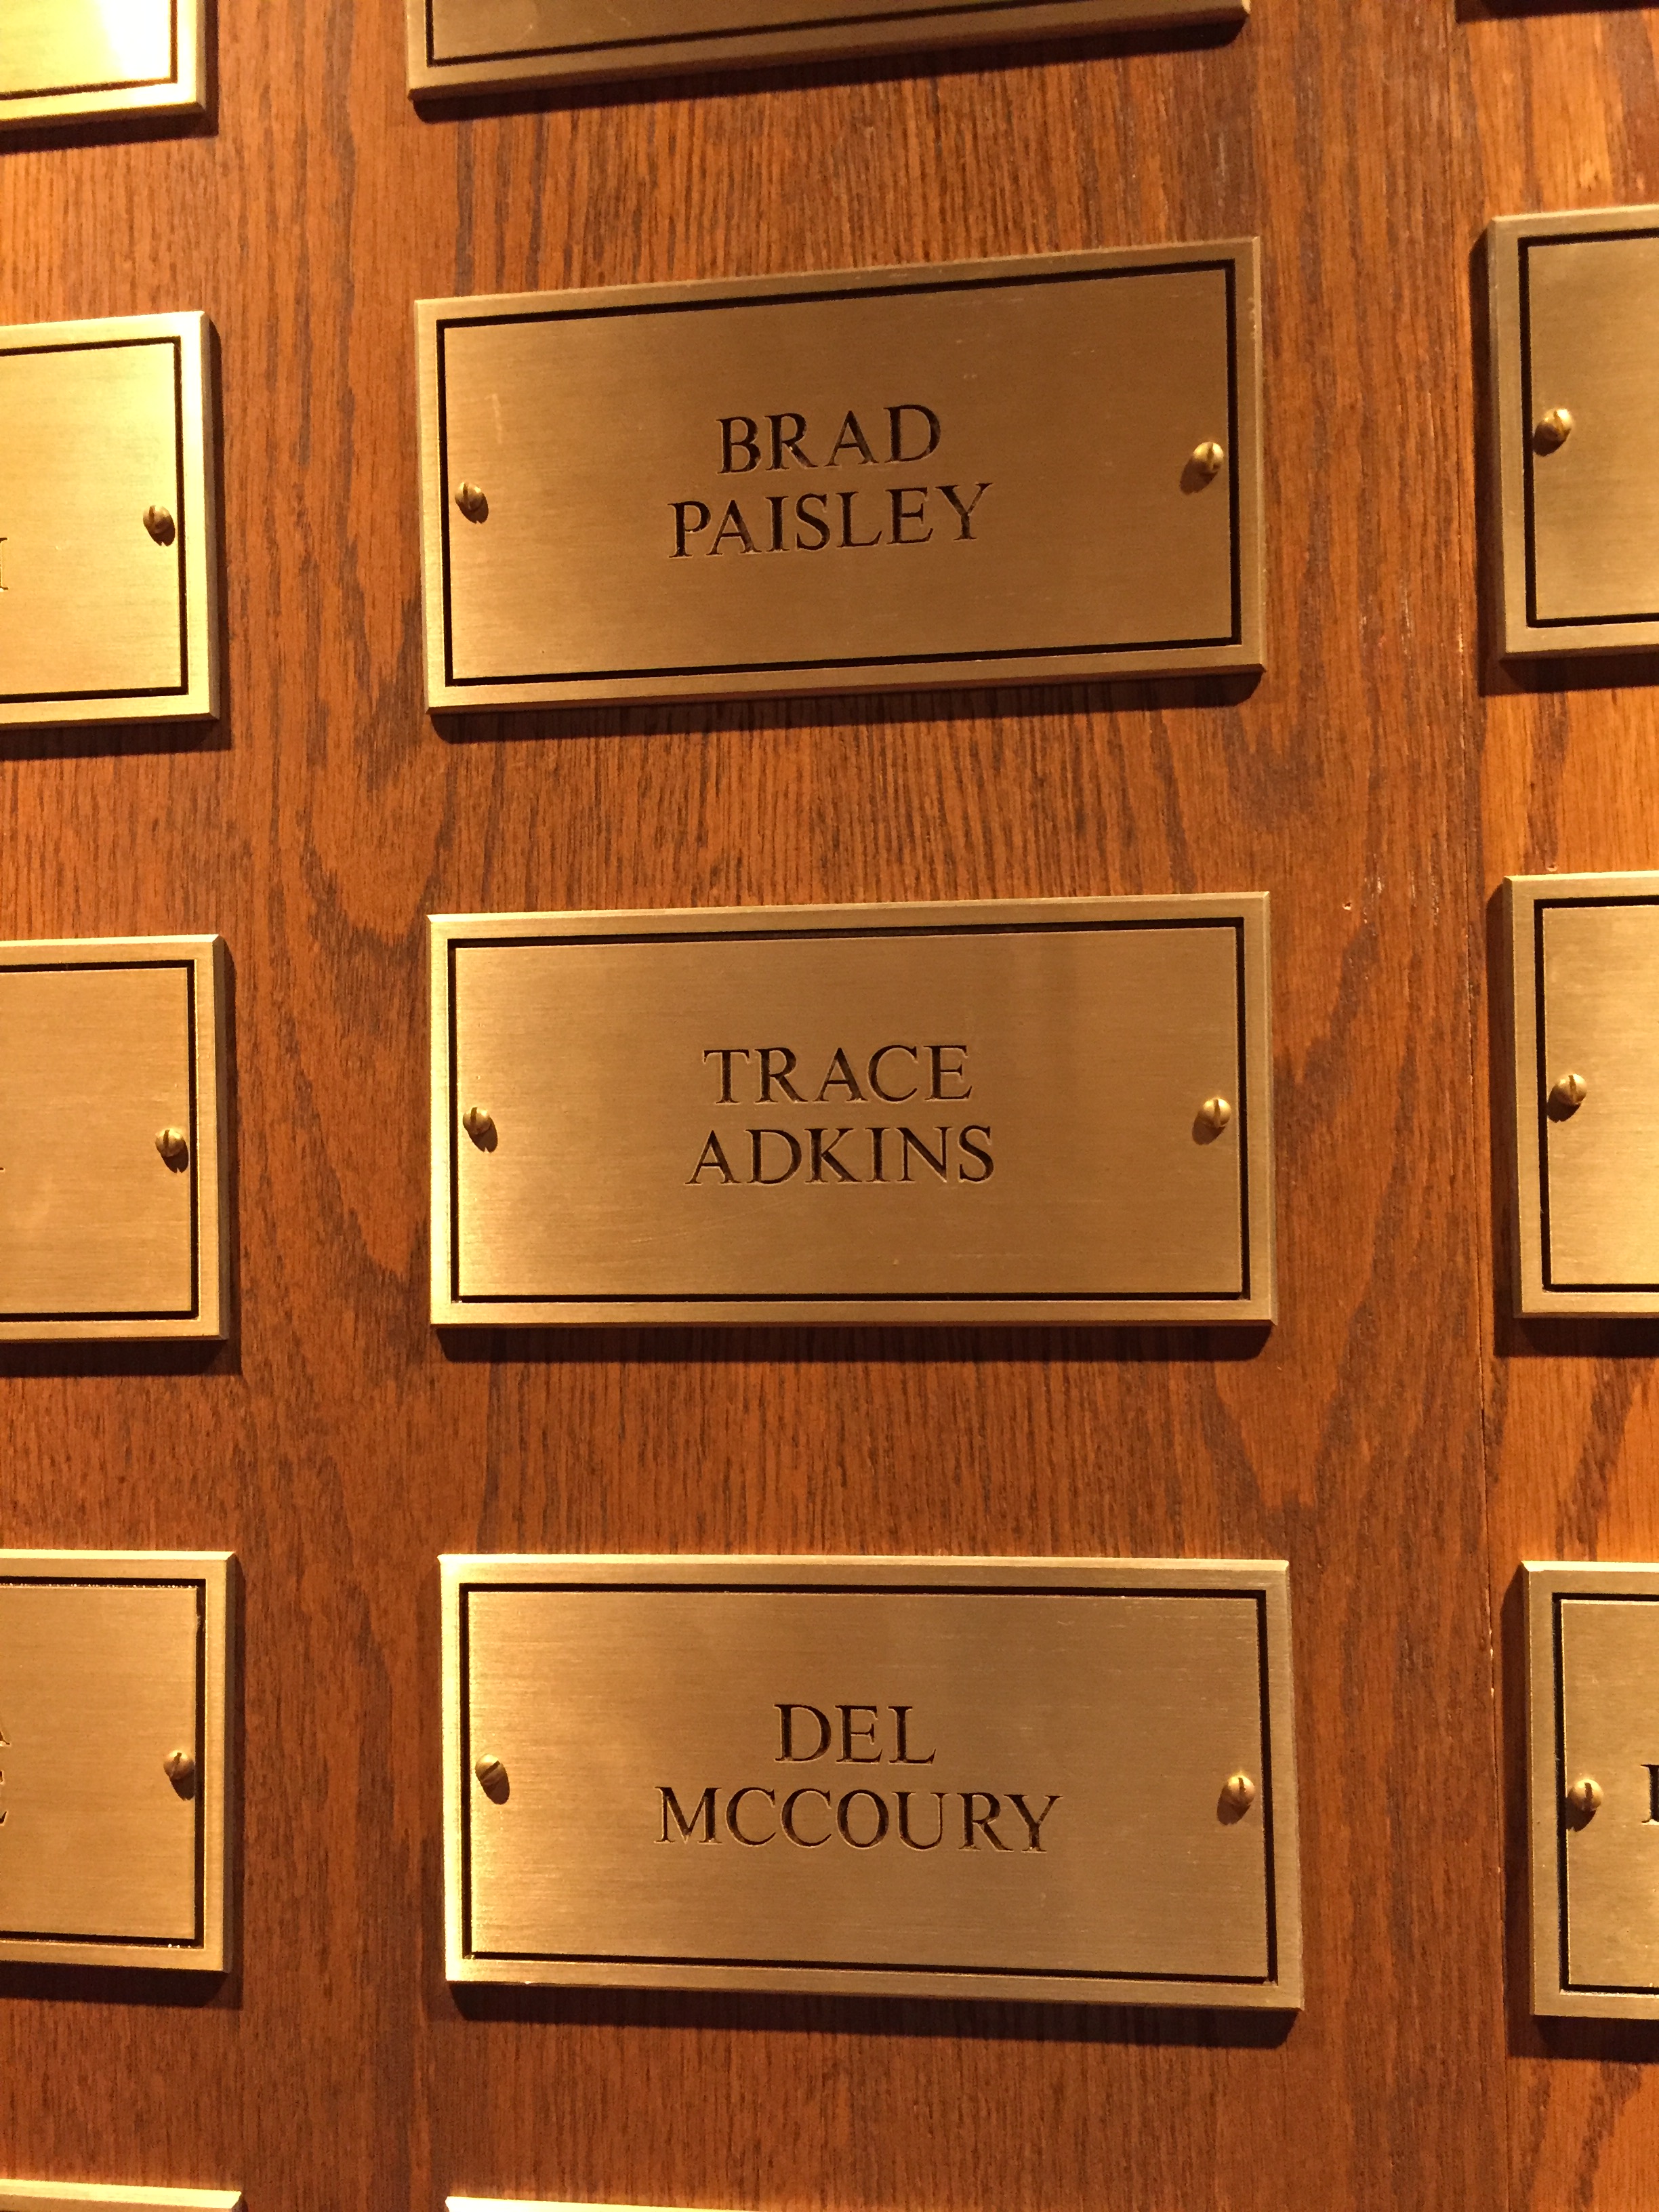 BRAD
PAISLEY
TRACE
ADKINS
DEL
MCCOURY